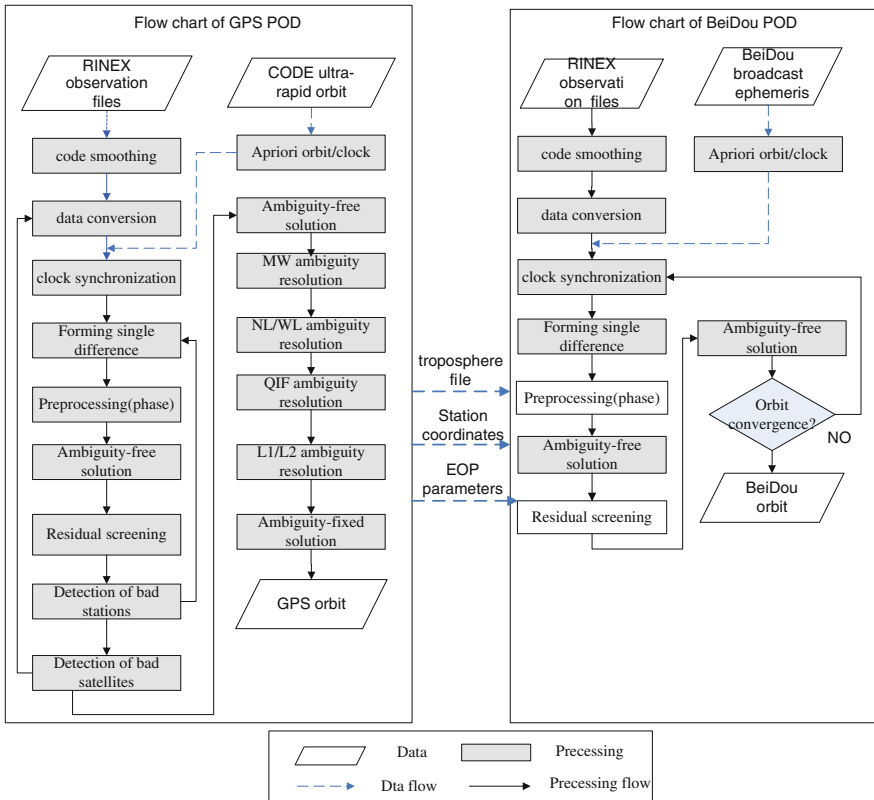 Flow chart of GPS POD
RINEX
observation
files
CODE ultra-
rapid orbit
code smoothing
Apriori orbit/clock
data conversion
clock synchronization
Forming single
difference
Preprocessing(phase)
Ambiguity-free
solution
Residual screening
Detection of bad
stations
Detection of bad
satellites
Ambiguity-free
solution
MW ambiguity
resolution
NL/WL ambiguity
resolution
QIF ambiguity
resolution
L1/L2 ambiguity
resolution
Ambiguity-fixed
solution
GPS orbit
troposphere
file
Station
coordinates
EOP
parameters
Flow chart of BeiDou POD
RINEX
observati
on files
BeiDou
broadcast
ephemeris
code smoothing
Apriori orbit/clock
data conversion
clock synchronization
Forming single
difference
Preprocessing(phase)
Ambiguity-free
solution
Residual screening
Ambiguity-free
solution
Orbit
convergence?
NO
BeiDou
orbit
Data
Precessing
Dta flow
Precessing flow